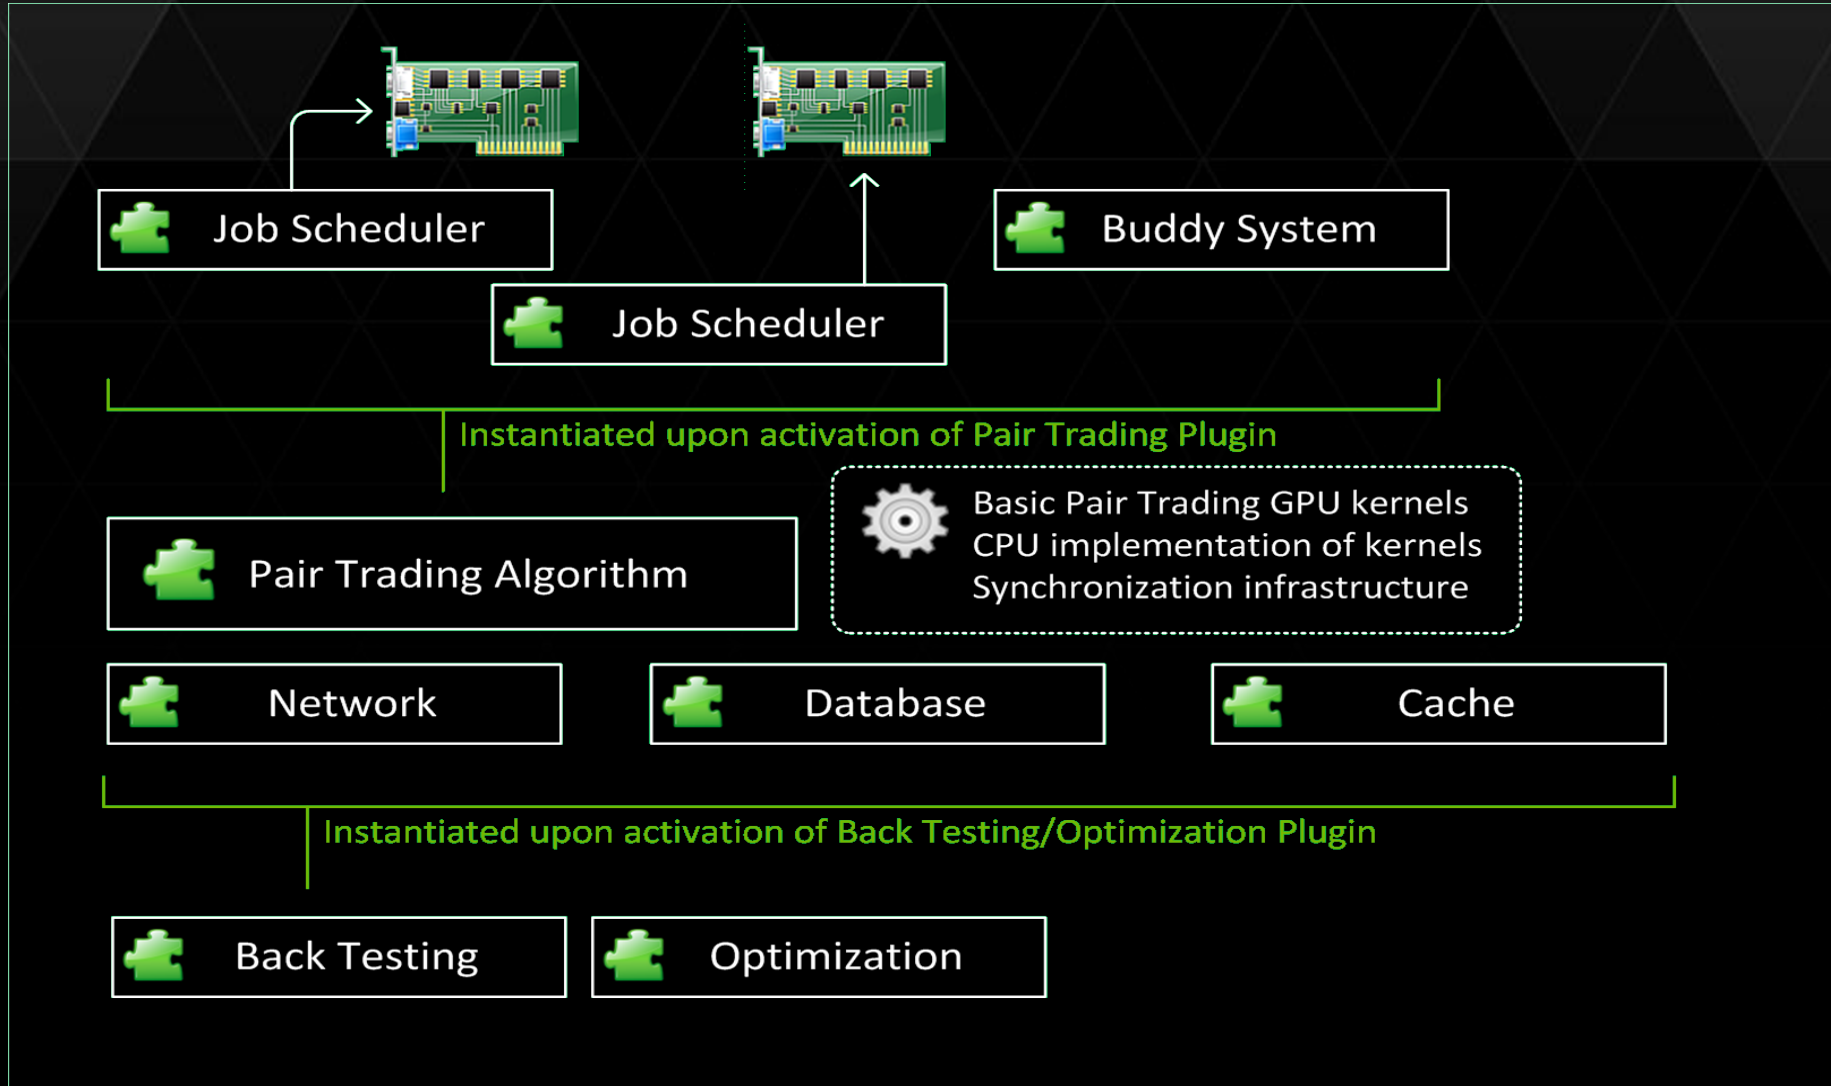 Job Scheduler
Buddy System
Job Scheduler
Instantiated upon activation of Pair Trading Plugin
Basic Pair Trading GPU kernels
CPU implementation of kernels
Synchronization infrastructure
Pair Trading Algorithm
Network
Database
Cache
Instantiated upon activation of Back Testing/Optimization Plugin
Back Testing
Optimization